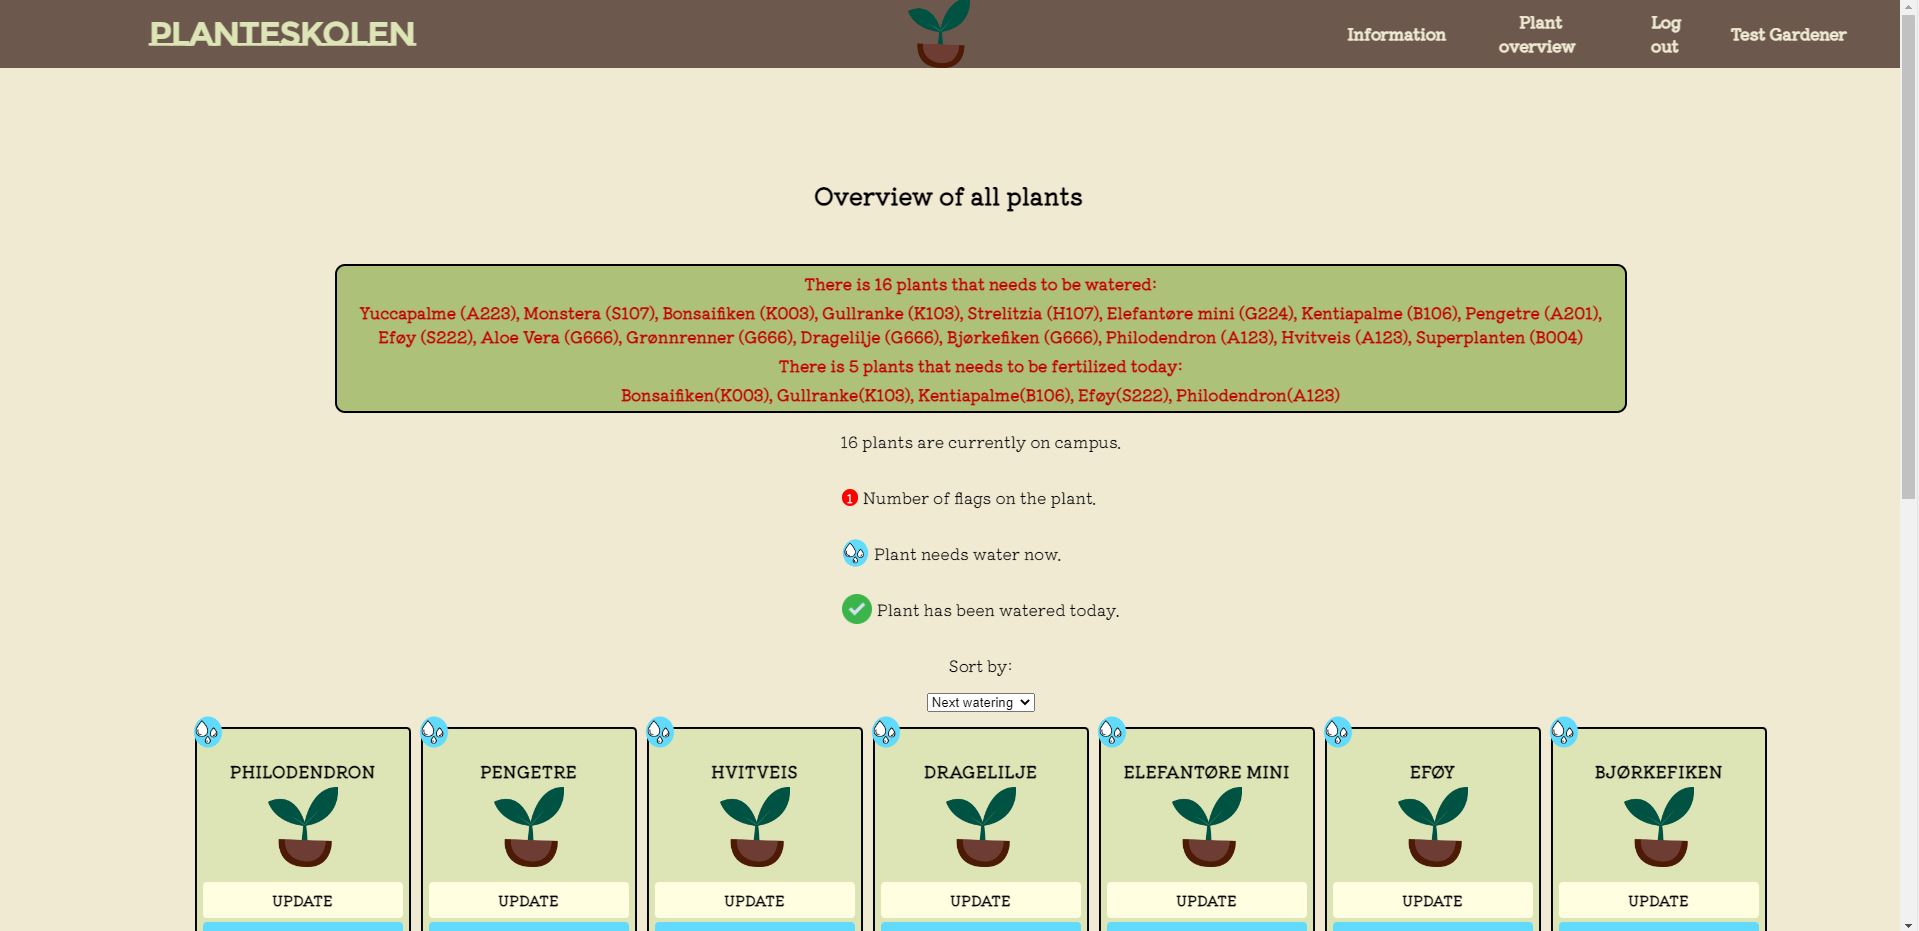 PLANTESKOLEN
Information
Plant
overview
Log
out
Test Gardener
Overview of all plants
There is 16 plants that needs to be watered:
Yuccapalme (A223), Monstera (S107), Bonsaifiken (K003), Gullranke (K103), Strelitzia (H107), Elefantøre mini (G224), Kentiapalme (B106), Pengetre (A201),
Eføy (S222), Aloe Vera (G666), Grønnrenner (G666), Dragelilje (G666), Bjørkefiken (G666), Philodendron (A123), Hvitveis (A123), Superplanten (B004)
There is 5 plants that needs to be fertilized today:
Bonsaifiken(K003), Gullranke(K103), Kentiapalme(B106), Eføy(S222), Philodendron(A123)
16 plants are currently on campus.
1 Number of flags on the plant.
Plant needs water now.
Plant has been watered today.
Sort by:
Next watering
PHILODENDRON
PENGETRE
HVITVEIS
DRAGELILJE
ELEFANTØRE MINI
EFØY
BJØRKEFIKEN
UPDATE
UPDATE
UPDATE
UPDATE
UPDATE
UPDATE
UPDATE